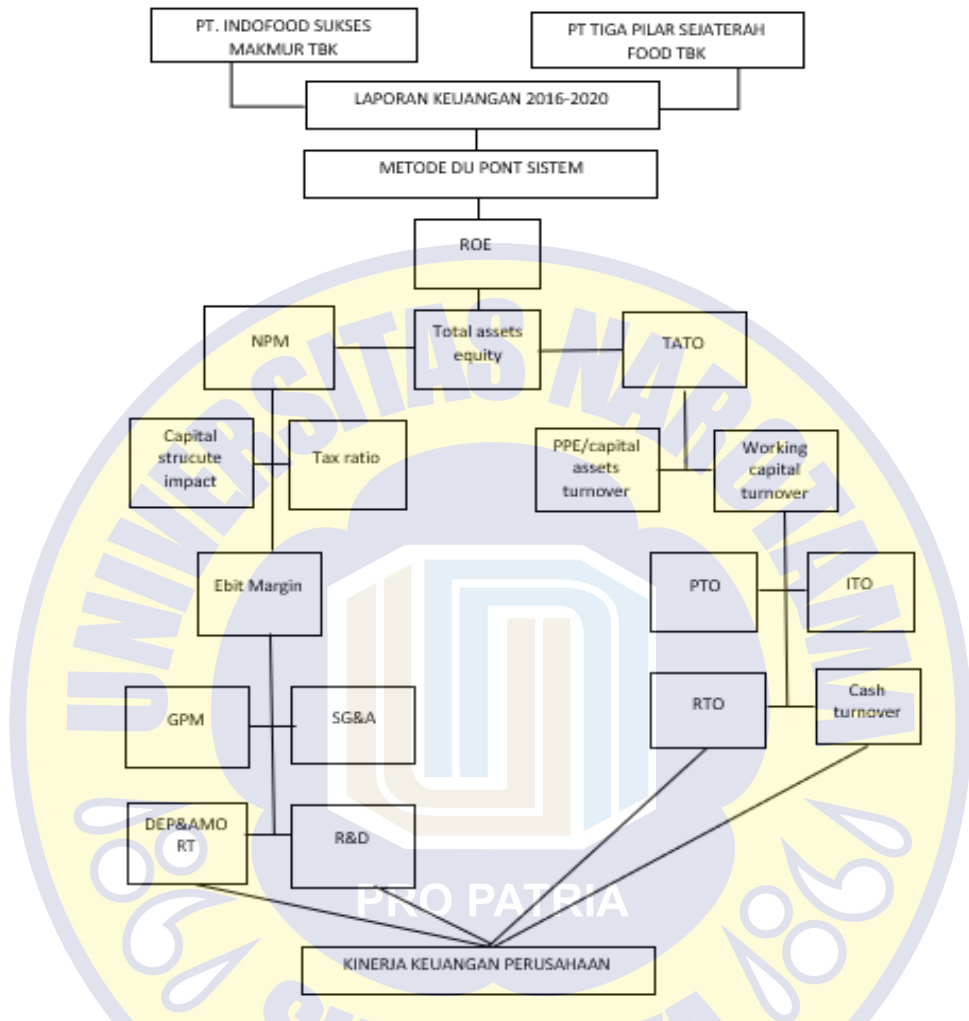 PT. INDOFOOD SUKSES
MAKMUR TBK
PT TIGA PILAR SEJATERAH
FOOD TBK
LAPORAN KEUANGAN 2016-2020
METODE DU PONT SISTEM
ROE
NPM
Total assets
equity
TATO
Capital
strucute
impact
Tax ratio
PPE/capital
assets
turnover
Working
capital
turnover
Ebit Margin
PTO
ITO
GPM
SG&A
RTO
Cash
turnover
DEP&AMO
RT
R&D
KINERJA KEUANGAN PERUSAHAAN
UNIVERSITAS NAROTAMA
PRO PATRIA